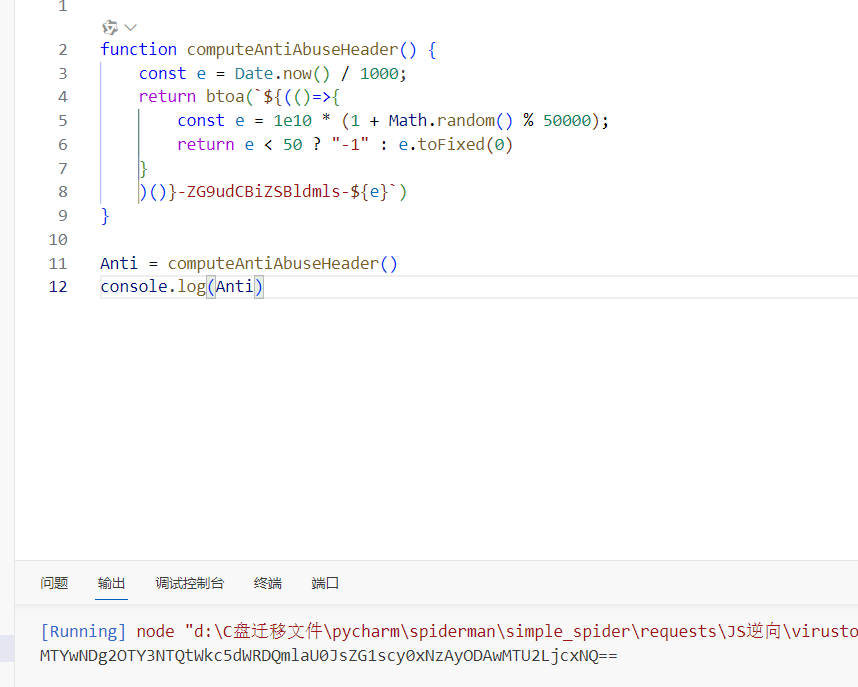 1
2 function computeAntiAbuseHeader() {
3 const e = Date.now() / 1000;
4 return btoa(`${(()=>{
5 const e = 1e10 * (1 + Math.random() % 50000);
6 return e < 50 ? "-1" : e.toFixed(0)
7 }
8 )()}-ZG9udCBiZSBldmls-${e}`)
9 }
10
11 Anti = computeAntiAbuseHeader()
12 console.log(Anti)
问题 输出 调试控制台 终端 端口
[Running] node "d:\C盘迁移文件\pycharm\spiderman\simple_spider\requests\JS逆向\virusto
MTYwNDg2OTY3NTQtWkc5dWRDQmlaU0JsZG1scy0xNzAyODAwMTU2LjcxNQ==